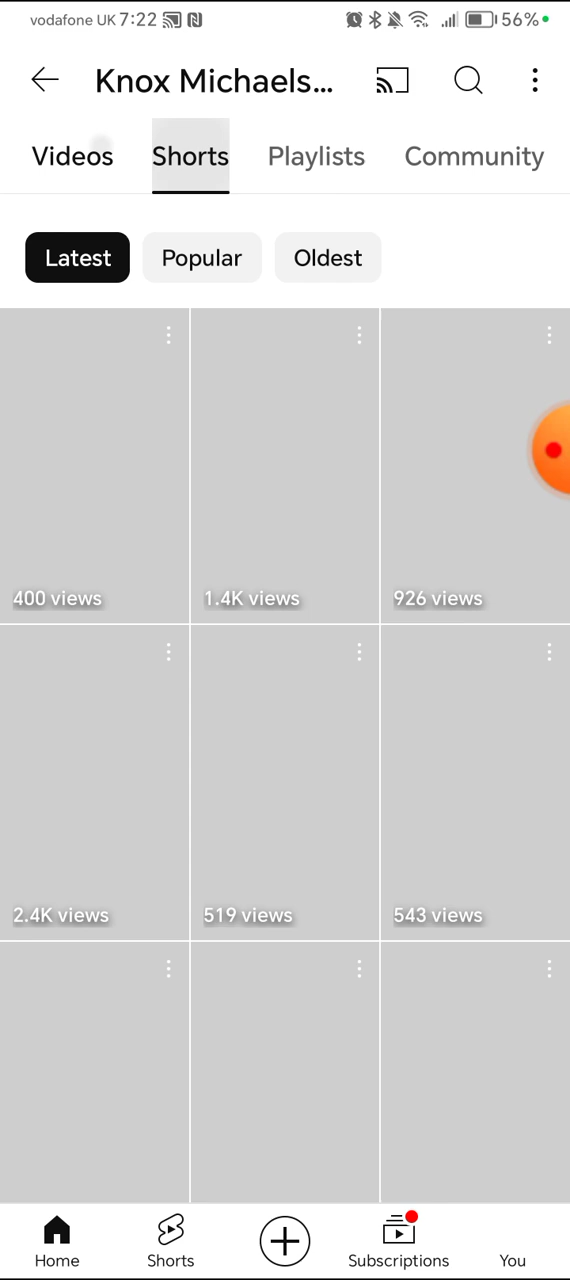 vodafone UK 7:22 56%
Knox Michaels...
Videos Shorts Playlists Community
Latest Popular Oldest
400 views 1.4K views 926 views
2.4K views 519 views 543 views
Home Shorts Subscriptions You